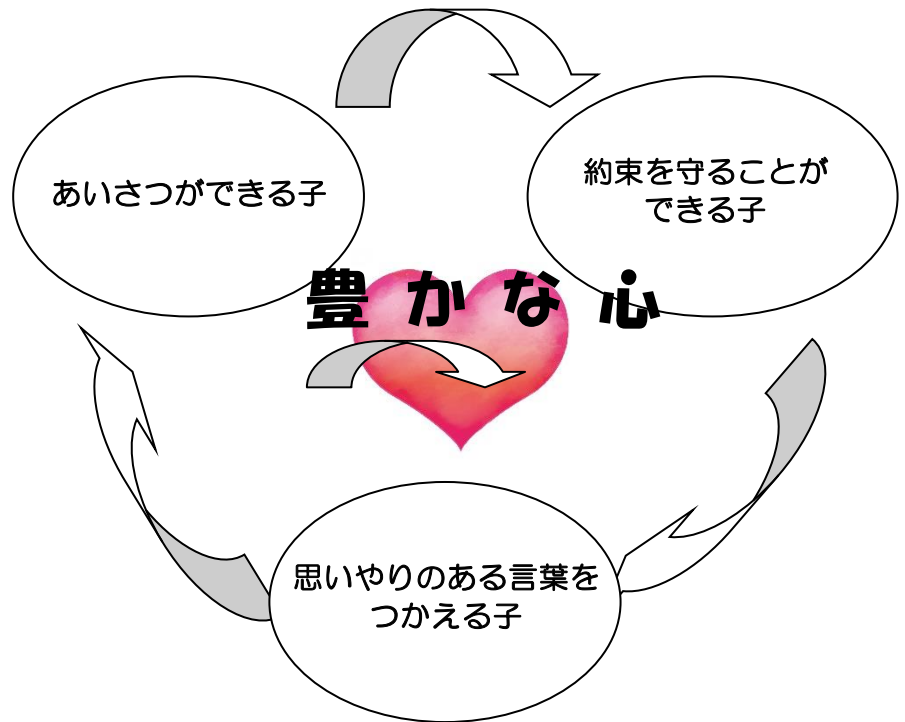 あいさつができる子
約束を守ることが
できる子
豊かな心
思いやりのある言葉を
つかえる子